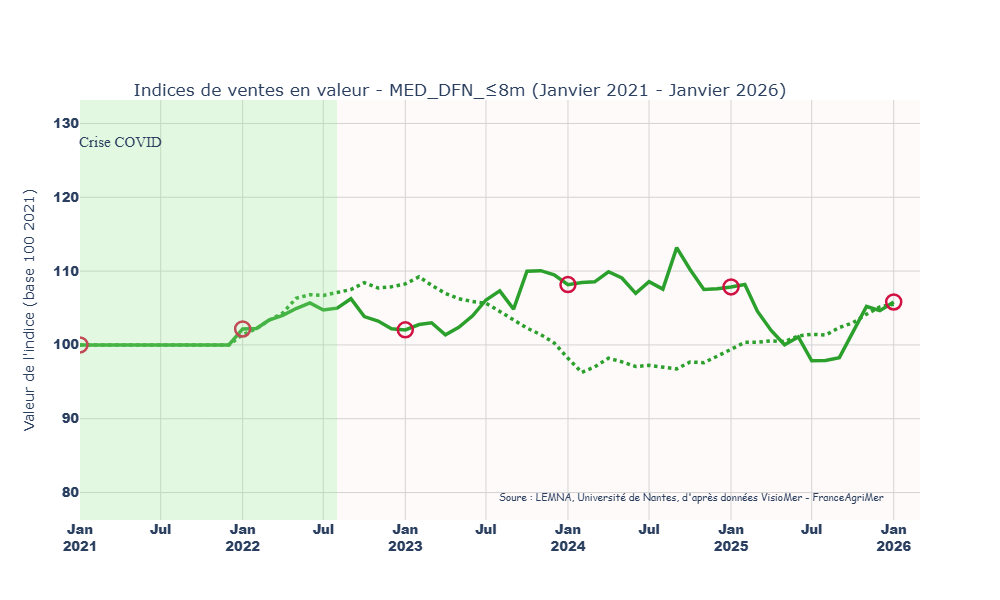 Indices de ventes en valeur - MED_DFN_≤8m (Janvier 2021 - Janvier 2026)
Valeur de l'indice (base 100 2021)
130
120
110
100
90
80
Crise COVID
Soure : LEMNA, Université de Nantes, d'après données VisioMer - FranceAgriMer
Jan Jul Jan Jul Jan Jul Jan Jul Jan Jul Jan
2021 2022 2023 2024 2025 2026